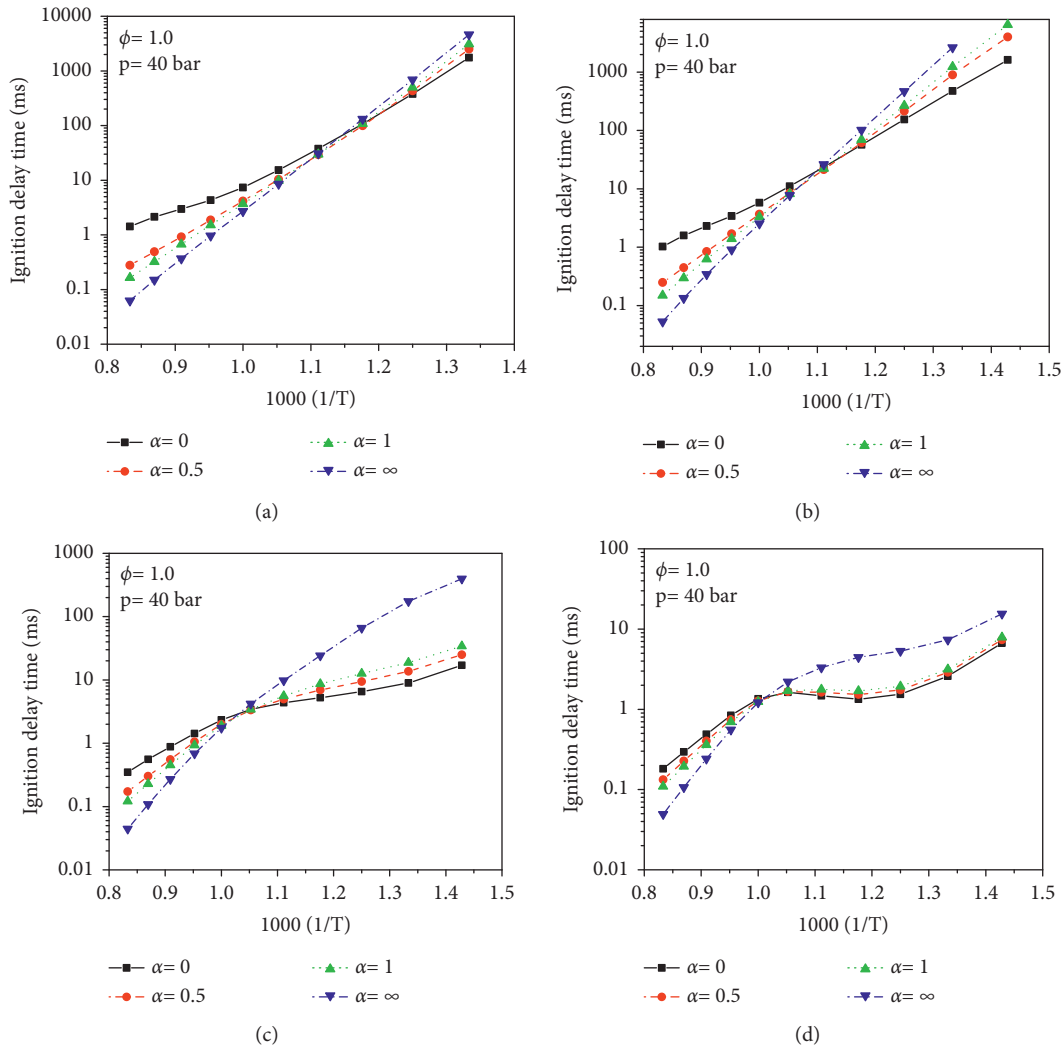 ϕ= 1.0
p= 40 bar
10000
1000
100
10
1
0.1
0.01
Ignition delay time (ms)
0.8 0.9 1.0 1.1 1.2 1.3 1.4
1000 (1/T)
α= 0 α= 1
α= 0.5 α= ∞
(a)
ϕ= 1.0
p= 40 bar
1000
100
10
1
0.1
Ignition delay time (ms)
0.8 0.9 1.0 1.1 1.2 1.3 1.4 1.5
1000 (1/T)
α= 0 α= 1
α= 0.5 α= ∞
(b)
ϕ= 1.0
p= 40 bar
1000
100
10
1
0.1
0.01
Ignition delay time (ms)
0.8 0.9 1.0 1.1 1.2 1.3 1.4 1.5
1000 (1/T)
α= 0 α= 1
α= 0.5 α= ∞
(c)
ϕ= 1.0
p= 40 bar
100
10
1
0.1
0.01
Ignition delay time (ms)
0.8 0.9 1.0 1.1 1.2 1.3 1.4 1.5
1000 (1/T)
α= 0 α= 1
α= 0.5 α= ∞
(d)